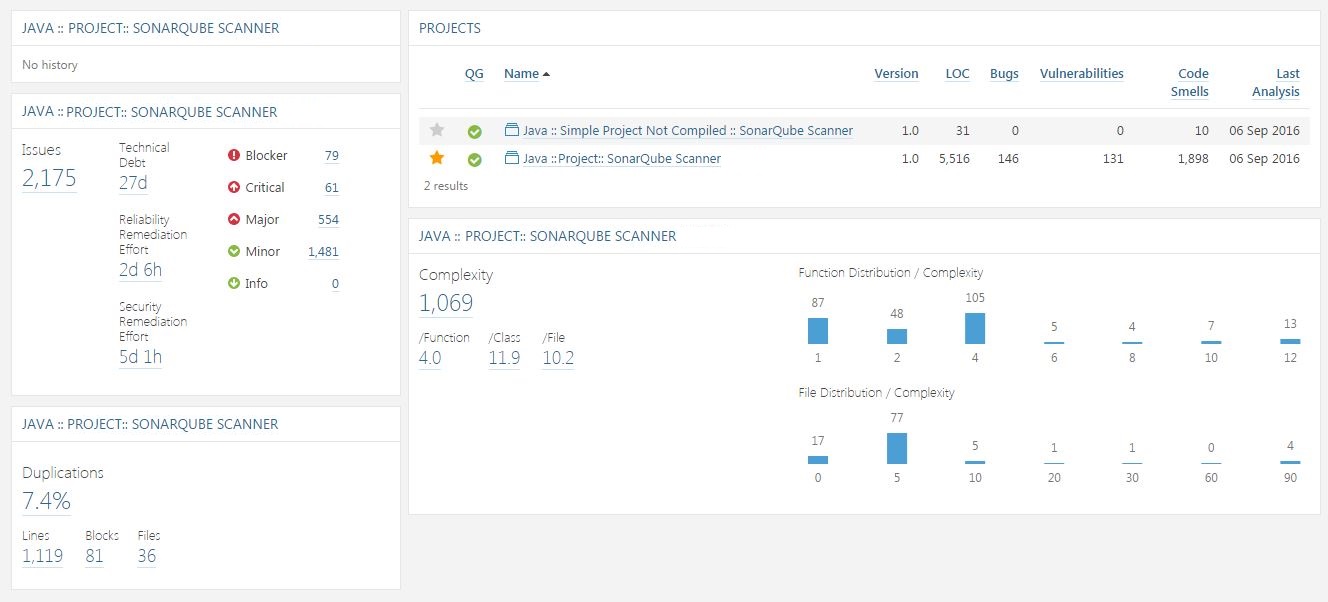 JAVA :: PROJECT:: SONARQUBE SCANNER
No history
JAVA :: PROJECT:: SONARQUBE SCANNER
Issues
2,175
Technical
Debt
27d
Reliability
Remediation
Effort
2d 6h
Security
Remediation
Effort
5d 1h
Blocker 79
Critical 61
Major 554
Minor 1,481
Info 0
JAVA :: PROJECT:: SONARQUBE SCANNER
Duplications
7.4%
Lines Blocks Files
1,119 81 36
PROJECTS
QG Name Version LOC Bugs Vulnerabilities Code Smells Last Analysis
Java :: Simple Project Not Compiled :: SonarQube Scanner 1.0 31 0 0 10 06 Sep 2016
Java ::Project:: SonarQube Scanner 1.0 5,516 146 131 1,898 06 Sep 2016
2 results
JAVA :: PROJECT:: SONARQUBE SCANNER
Complexity
1,069
/Function /Class /File
4.0 11.9 10.2
Function Distribution / Complexity
87 48 105 5 4 7 13
1 2 4 6 8 10 12
File Distribution / Complexity
17 77 5 1 1 0 4
0 5 10 20 30 60 90